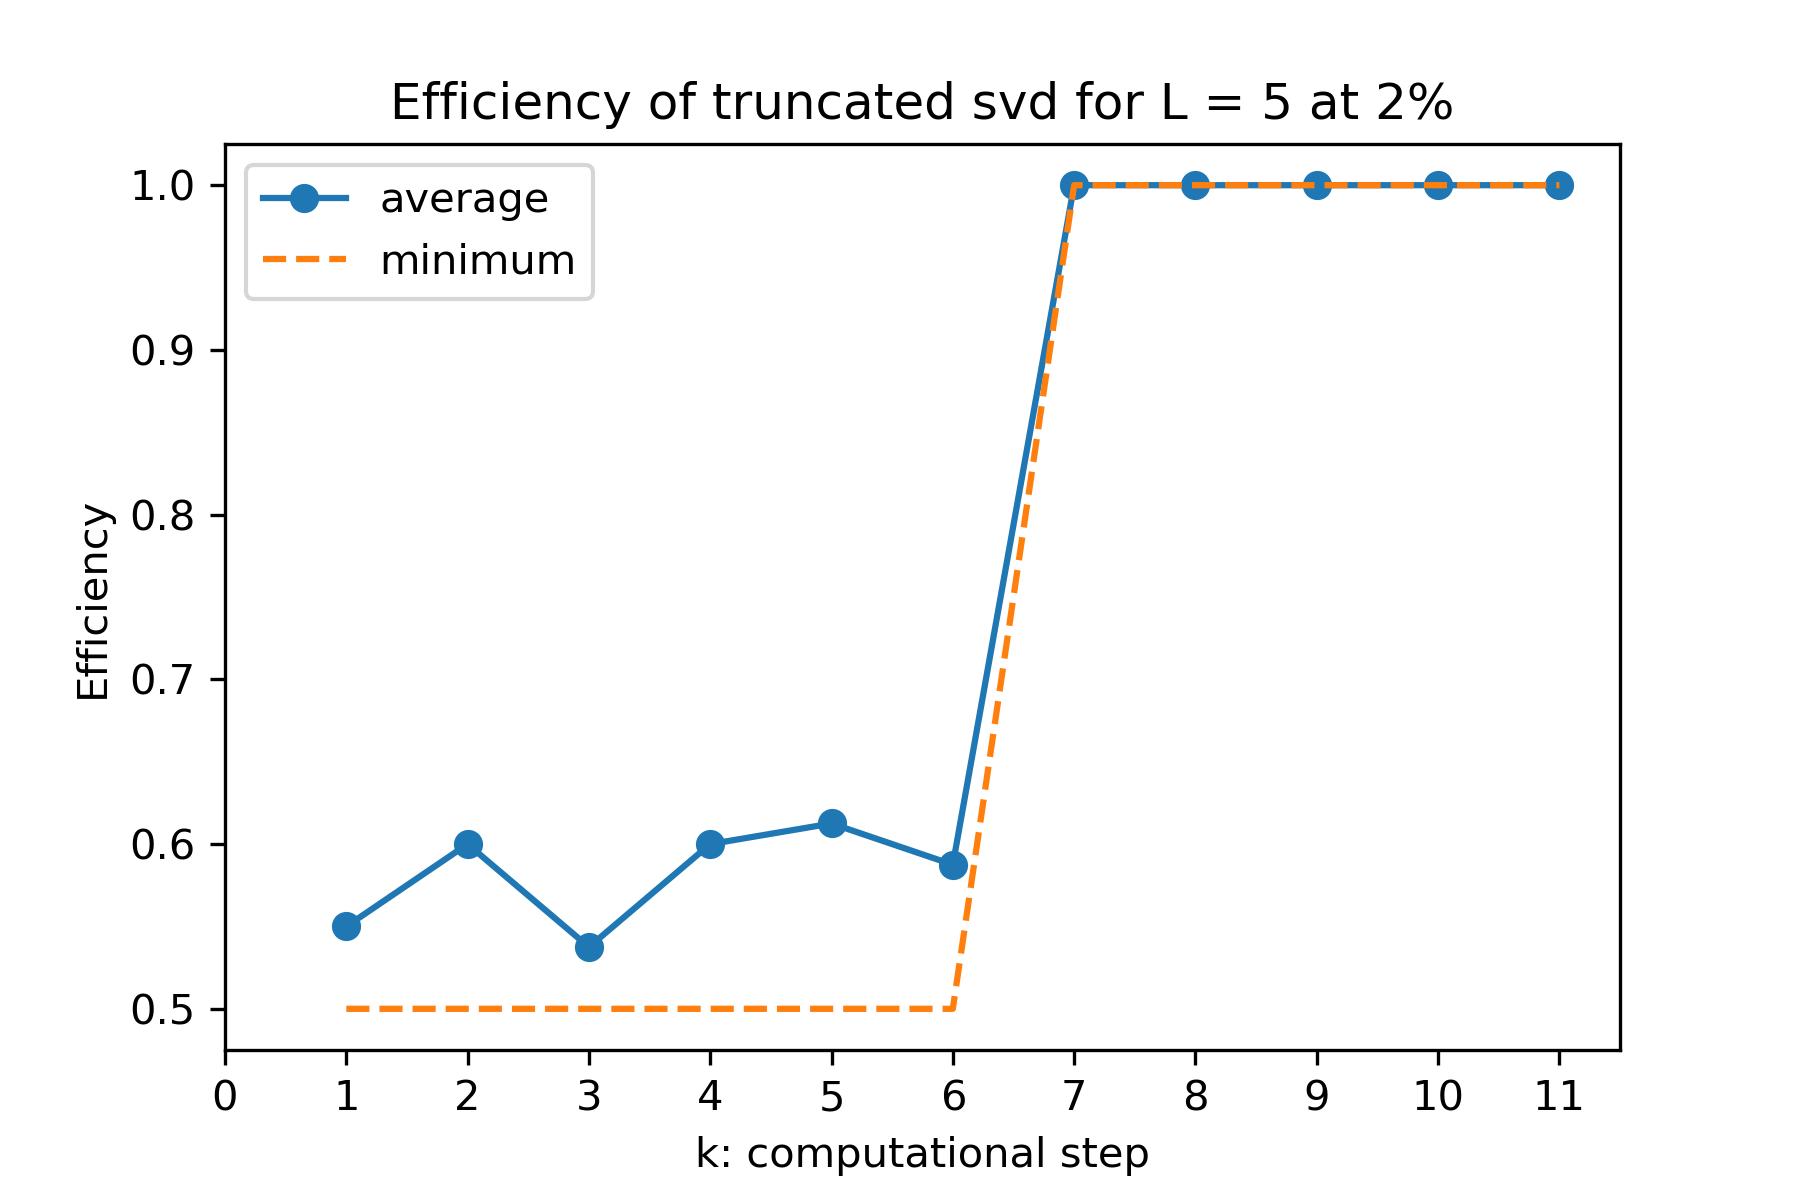 Efficiency of truncated svd for L = 5 at 2%
average
minimum
1.0
0.9
0.8
0.7
0.6
0.5
Efficiency
0 1 2 3 4 5 6 7 8 9 10 11
k: computational step